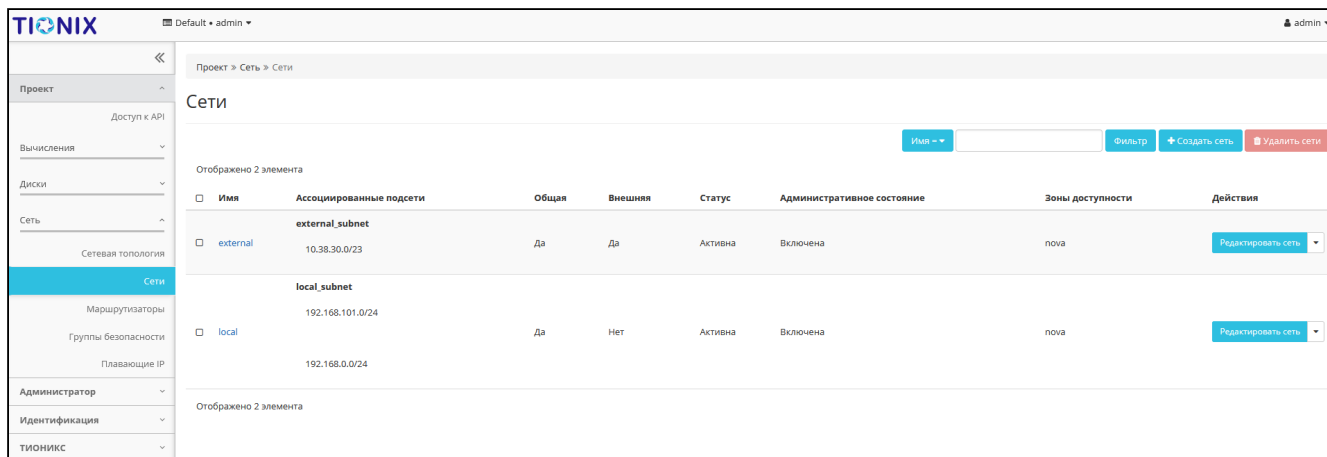 TIONIX
Default • admin
admin
Проект
Доступ к API
Вычисления
Диски
Сеть
Сетевая топология
Сети
Маршрутизаторы
Группы безопасности
Плавающие IP
Администратор
Идентификация
ТИОНИКС
Проект » Сеть » Сети
Сети
Имя = Фильтр Создать сеть Удалить сети
Отображено 2 элемента
Имя Ассоциированные подсети Общая Внешняя Статус Административное состояние Зоны доступности Действия
external_subnet
external 10.38.30.0/23 Да Да Активна Включена nova Редактировать сеть
local_subnet
192.168.101.0/24
local Да Нет Активна Включена nova Редактировать сеть
192.168.0.0/24
Отображено 2 элемента